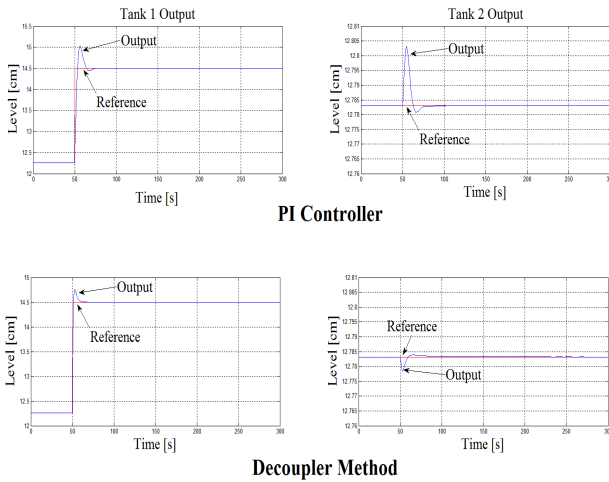 Tank 1 Output
15.5
15
14.5
14
13.5
13
12.5
12
Level [cm]
Output
Reference
0 50 100 150 200 250 300
Time [s]
Tank 2 Output
12.81
12.805
12.8
12.795
12.79
12.785
12.78
12.775
12.77
12.765
12.76
Level [cm]
Output
Reference
0 50 100 150 200 250
Time [s]
PI Controller
15
14.5
14
13.5
13
12.5
12
Level [cm]
Output
Reference
0 50 100 150 200 250 300
Time [s]
12.81
12.805
12.8
12.795
12.79
12.785
12.78
12.775
12.77
12.765
12.76
Level [cm]
Reference
Output
0 50 100 150 200 250
Time [s]
Decoupler Method